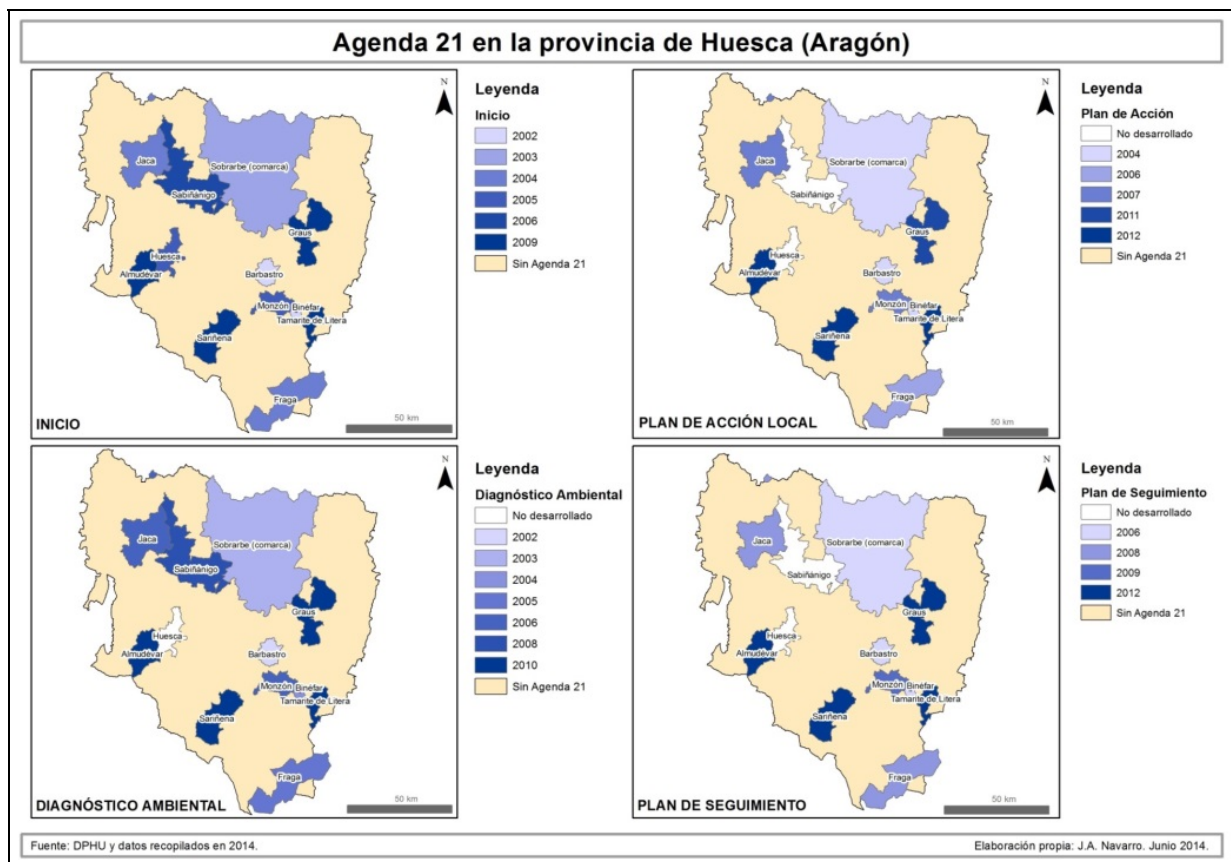 Agenda 21 en la provincia de Huesca (Aragón)
N
Jaca
Sobrarbe (comarca)
Sabiñánigo
Graus
Huesca
Almudévar
Barbastro
Monzón
Binéfar
Tamarite de Litera
Sariñena
Fraga
50 km
INICIO
Leyenda
Inicio
2002
2003
2004
2005
2006
2009
Sin Agenda 21
N
Jaca
Sobrarbe (comarca)
Sabiñánigo
Graus
Huesca
Almudévar
Barbastro
Monzón
Binéfar
Tamarite de Litera
Sariñena
Fraga
50 km
PLAN DE ACCIÓN LOCAL
Leyenda
Plan de Acción
No desarrollado
2004
2006
2007
2011
2012
Sin Agenda 21
N
Jaca
Sobrarbe (comarca)
Sabiñánigo
Graus
Huesca
Almudévar
Barbastro
Monzón
Binéfar
Tamarite de Litera
Sariñena
Fraga
50 km
DIAGNÓSTICO AMBIENTAL
Leyenda
Diagnóstico Ambiental
No desarrollado
2002
2003
2004
2005
2006
2008
2010
Sin Agenda 21
N
Jaca
Sobrarbe (comarca)
Sabiñánigo
Graus
Huesca
Almudévar
Barbastro
Monzón
Binéfar
Tamarite de Litera
Sariñena
Fraga
50 km
PLAN DE SEGUIMIENTO
Leyenda
Plan de Seguimiento
No desarrollado
2006
2008
2009
2012
Sin Agenda 21
Fuente: DPHU y datos recopilados en 2014.
Elaboración propia: J.A. Navarro. Junio 2014.